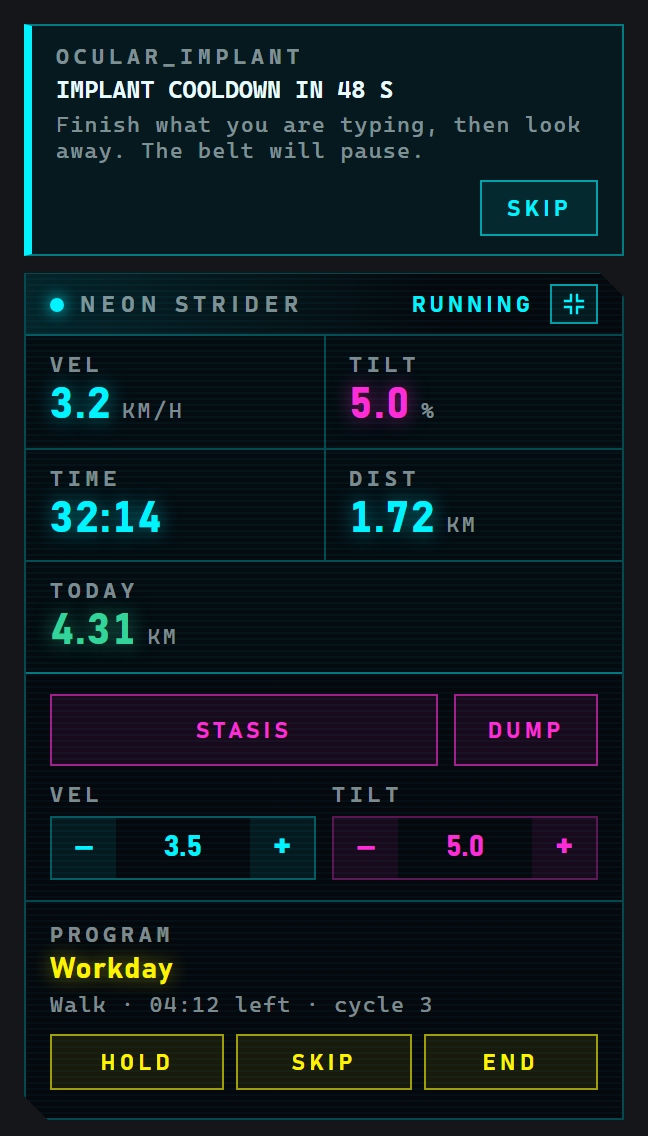 OCULAR_IMPLANT
IMPLANT COOLDOWN IN 48 S
Finish what you are typing, then look
away. The belt will pause.
SKIP
NEON STRIDER RUNNING
VEL TILT
3.2 KM/H 5.0 %
TIME DIST
32:14 1.72 KM
TODAY
4.31 KM
STASIS DUMP
VEL TILT
– 3.5 + – 5.0 +
PROGRAM
Workday
Walk · 04:12 left · cycle 3
HOLD SKIP END